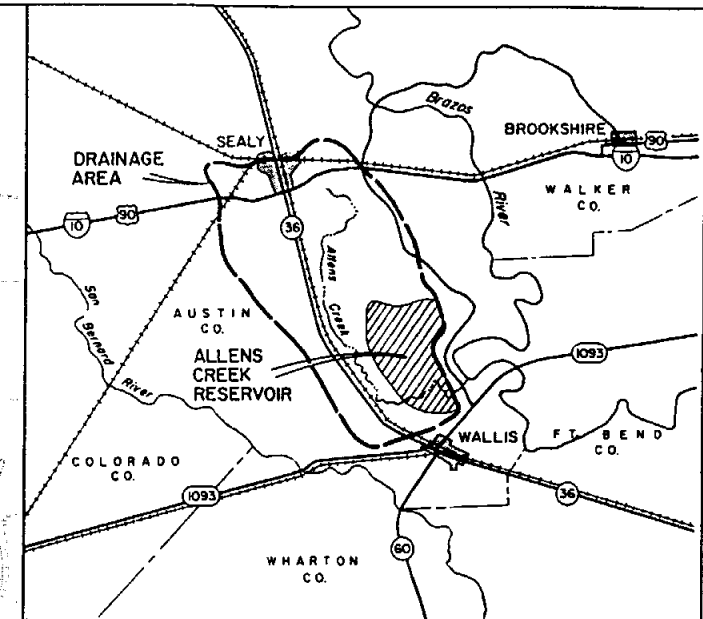 Brazos
SEALY
BROOKSHIRE
90
10
DRAINAGE
AREA
WALKER
CO.
River
10
90
36
Allens
Creek
San
Bernard
River
AUSTIN
CO.
ALLENS
CREEK
RESERVOIR
1093
WALLIS
FT. BEND
CO.
COLORADO
CO.
1093
36
60
WHARTON
CO.